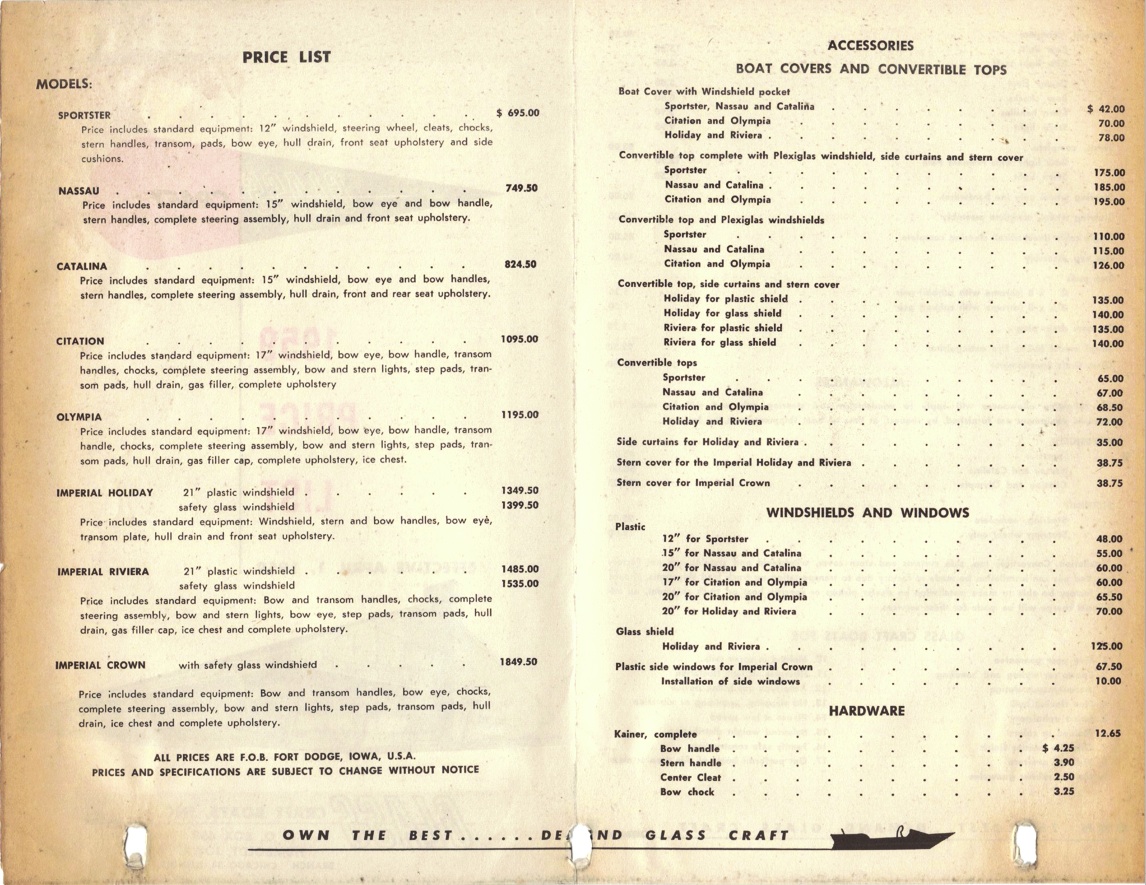 PRICE LIST
MODELS:
SPORTSTER . . . . . . . . . . . . $ 695.00
Price includes standard equipment: 12" windshield, steering wheel, cleats, chocks,
stern handles, transom, pads, bow eye, hull drain, front seat upholstery and side
cushions.
NASSAU . . . . . . . . . . . . . 749.50
Price includes standard equipment: 15" windshield, bow eye and bow handle,
stern handles, complete steering assembly, hull drain and front seat upholstery.
CATALINA . . . . . . . . . . . . 824.50
Price includes standard equipment: 15" windshield, bow eye and bow handles,
stern handles, complete steering assembly, hull drain, front and rear seat upholstery.
CITATION . . . . . . . . . . . . 1095.00
Price includes standard equipment: 17" windshield, bow eye, bow handle, transom
handles, chocks, complete steering assembly, bow and stern lights, step pads, tran-
som pads, hull drain, gas filler, complete upholstery
OLYMPIA . . . . . . . . . . . . 1195.00
Price includes standard equipment: 17" windshield, bow eye, bow handle, transom
handle, chocks, complete steering assembly, bow and stern lights, step pads, tran-
som pads, hull drain, gas filler cap, complete upholstery, ice chest.
IMPERIAL HOLIDAY 21" plastic windshield . . . . . . 1349.50
safety glass windshield 1399.50
Price includes standard equipment: Windshield, stern and bow handles, bow eye,
transom plate, hull drain and front seat upholstery.
IMPERIAL RIVIERA 21" plastic windshield . . . . . . 1485.00
safety glass windshield 1535.00
Price includes standard equipment: Bow and transom handles, chocks, complete
steering assembly, bow and stern lights, bow eye, step pads, transom pads, hull
drain, gas filler cap, ice chest and complete upholstery.
IMPERIAL CROWN with safety glass windshield . . . . . 1849.50
Price includes standard equipment: Bow and transom handles, bow eye, chocks,
complete steering assembly, bow and stern lights, step pads, transom pads, hull
drain, ice chest and complete upholstery.
ALL PRICES ARE F.O.B. FORT DODGE, IOWA, U.S.A.
PRICES AND SPECIFICATIONS ARE SUBJECT TO CHANGE WITHOUT NOTICE
ACCESSORIES
BOAT COVERS AND CONVERTIBLE TOPS
Boat Cover with Windshield pocket
Sportster, Nassau and Catalina . . . . . . . . $ 42.00
Citation and Olympia . . . . . . . . 70.00
Holiday and Riviera . . . . . . . . . 78.00
Convertible top complete with Plexiglas windshield, side curtains and stern cover
Sportster . . . . . . . . . 175.00
Nassau and Catalina . . . . . . . . . 185.00
Citation and Olympia . . . . . . . . 195.00
Convertible top and Plexiglas windshields
Sportster . . . . . . . . . 110.00
Nassau and Catalina . . . . . . . . 115.00
Citation and Olympia . . . . . . . . 126.00
Convertible top, side curtains and stern cover
Holiday for plastic shield . . . . . . . . 135.00
Holiday for glass shield . . . . . . . . 140.00
Riviera for plastic shield . . . . . . . . 135.00
Riviera for glass shield . . . . . . . . 140.00
Convertible tops
Sportster . . . . . . . . . 65.00
Nassau and Catalina . . . . . . . . 67.00
Citation and Olympia . . . . . . . . 68.50
Holiday and Riviera . . . . . . . . 72.00
Side curtains for Holiday and Riviera . . . . . . . . 35.00
Stern cover for the Imperial Holiday and Riviera . . . . . . . 38.75
Stern cover for Imperial Crown . . . . . . . . 38.75
WINDSHIELDS AND WINDOWS
Plastic
12" for Sportster . . . . . . . . . 48.00
15" for Nassau and Catalina . . . . . . . . 55.00
20" for Nassau and Catalina . . . . . . . . 60.00
17" for Citation and Olympia . . . . . . . . 60.00
20" for Citation and Olympia . . . . . . . . 65.50
20" for Holiday and Riviera . . . . . . . . 70.00
Glass shield
Holiday and Riviera . . . . . . . . . 125.00
Plastic side windows for Imperial Crown . . . . . . . . 67.50
Installation of side windows . . . . . . . . 10.00
HARDWARE
Kainer, complete . . . . . . . . . . 12.65
Bow handle . . . . . . . . . $ 4.25
Stern handle . . . . . . . . . 3.90
Center Cleat . . . . . . . . . 2.50
Bow chock . . . . . . . . . 3.25
OWN THE BEST . . . . . . DE ND GLASS CRAFT